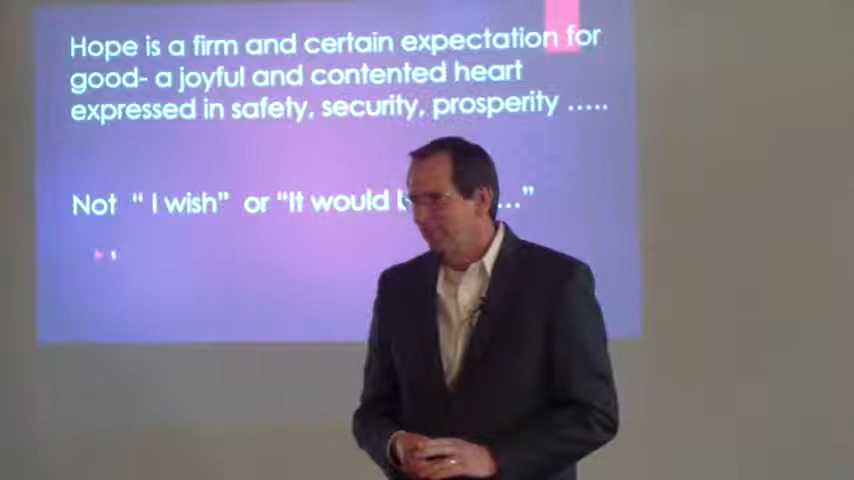 Hope is a firm and certain expectation for
good- a joyful and contented heart
expressed in safety, security, prosperity …..
Not “ I wish” or “It would …”